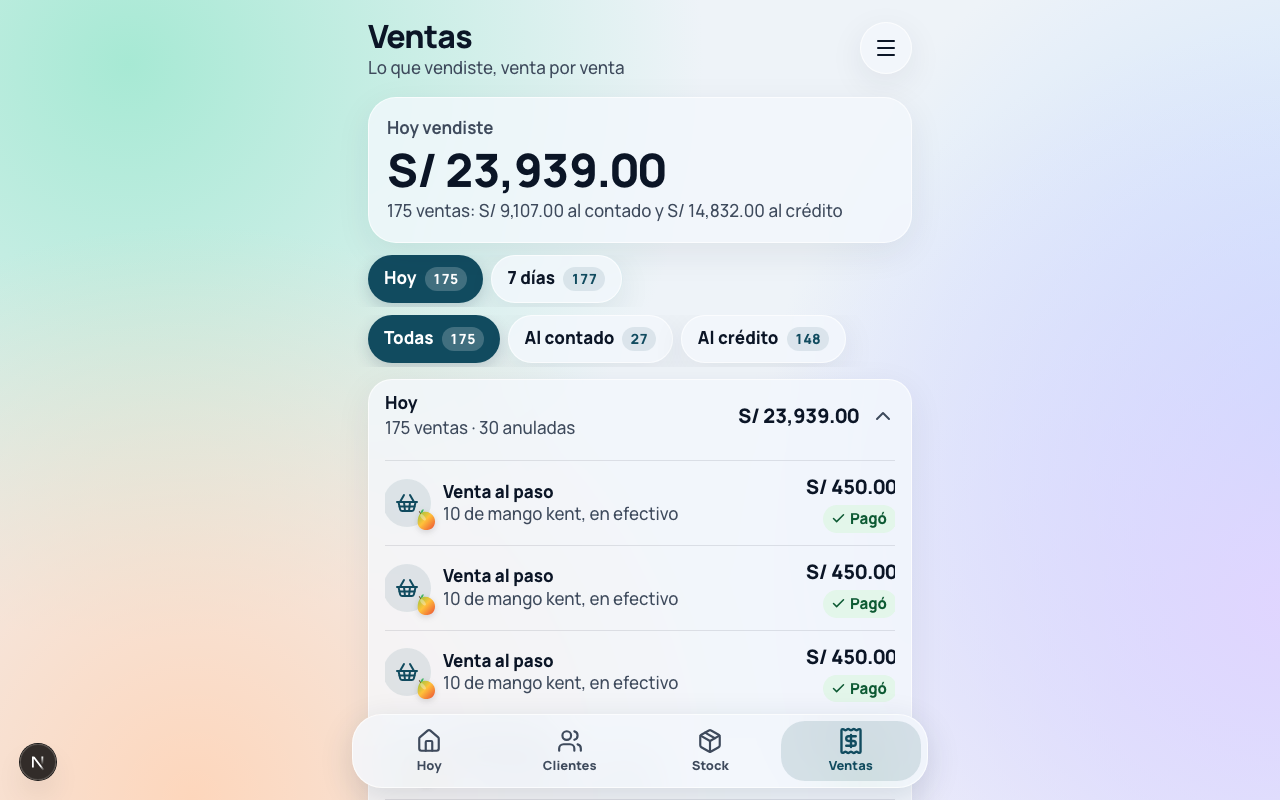 Ventas
Lo que vendiste, venta por venta
Hoy vendiste
S/ 23,939.00
175 ventas: S/ 9,107.00 al contado y S/ 14,832.00 al crédito
Hoy 175
7 días 177
Todas 175
Al contado 27
Al crédito 148
Hoy
175 ventas · 30 anuladas
S/ 23,939.00
Venta al paso
10 de mango kent, en efectivo
S/ 450.00
Pagó
Venta al paso
10 de mango kent, en efectivo
S/ 450.00
Pagó
Venta al paso
10 de mango kent, en efectivo
S/ 450.00
Pagó
Hoy
Clientes
Stock
Ventas
N